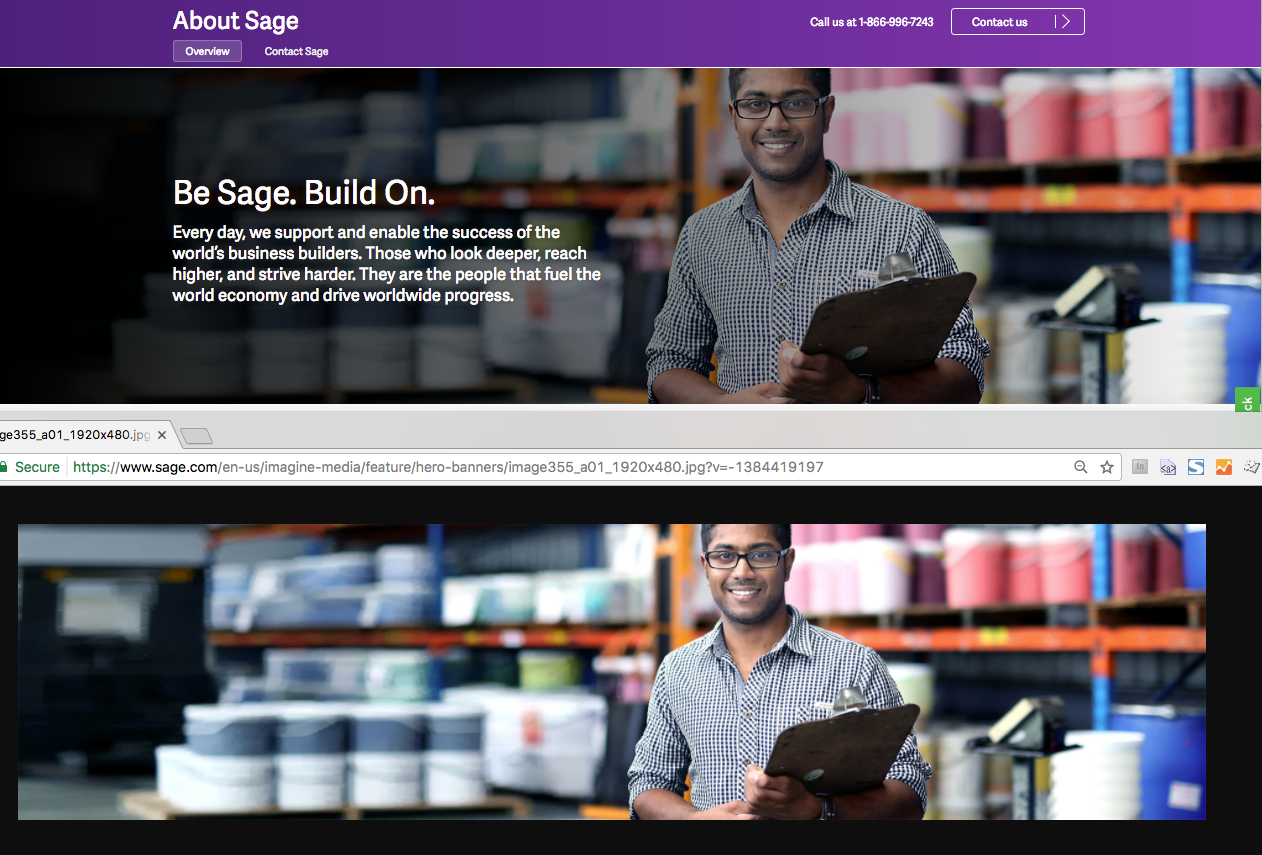 About Sage
Call us at 1-866-996-7243
Contact us
Overview
Contact Sage
Be Sage. Build On.
Every day, we support and enable the success of the
world's business builders. Those who look deeper, reach
higher, and strive harder. They are the people that fuel the
world economy and drive worldwide progress.
ck
ge355_a01_1920x480.jpg
Secure
https://www.sage.com/en-us/imagine-media/feature/hero-banners/image355_a01_1920x480.jpg?v=-1384419197
in